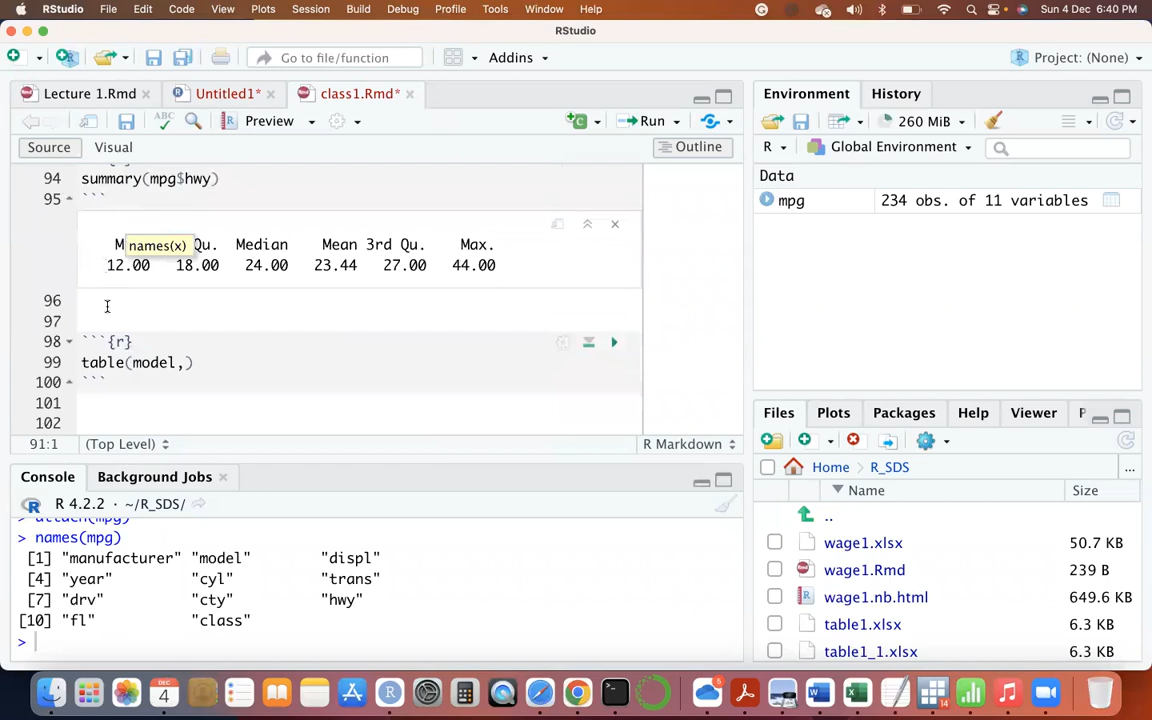 RStudio File Edit Code View Plots Session Build Debug Profile Tools Window Help Sun 4 Dec 6:40 PM
RStudio
Go to file/function Addins Project: (None)
Lecture 1.Rmd Untitled1* class1.Rmd*
Preview Run
Source Visual Outline
94 summary(mpg$hwy)
95 ```
M names(x) Qu. Median Mean 3rd Qu. Max.
12.00 18.00 24.00 23.44 27.00 44.00
96
97
98 ```{r}
99 table(model,)
100 ```
101
102
91:1 (Top Level) R Markdown
Console Background Jobs
R 4.2.2 · ~/R_SDS/
> attach(mpg)
> names(mpg)
[1] "manufacturer" "model" "displ"
[4] "year" "cyl" "trans"
[7] "drv" "cty" "hwy"
[10] "fl" "class"
>
Environment History
260 MiB
R Global Environment
Data
mpg 234 obs. of 11 variables
Files Plots Packages Help Viewer P
Home R_SDS ...
Name Size
..
wage1.xlsx 50.7 KB
wage1.Rmd 239 B
wage1.nb.html 649.6 KB
table1.xlsx 6.3 KB
table1_1.xlsx 6.3 KB
DEC
4
5
14